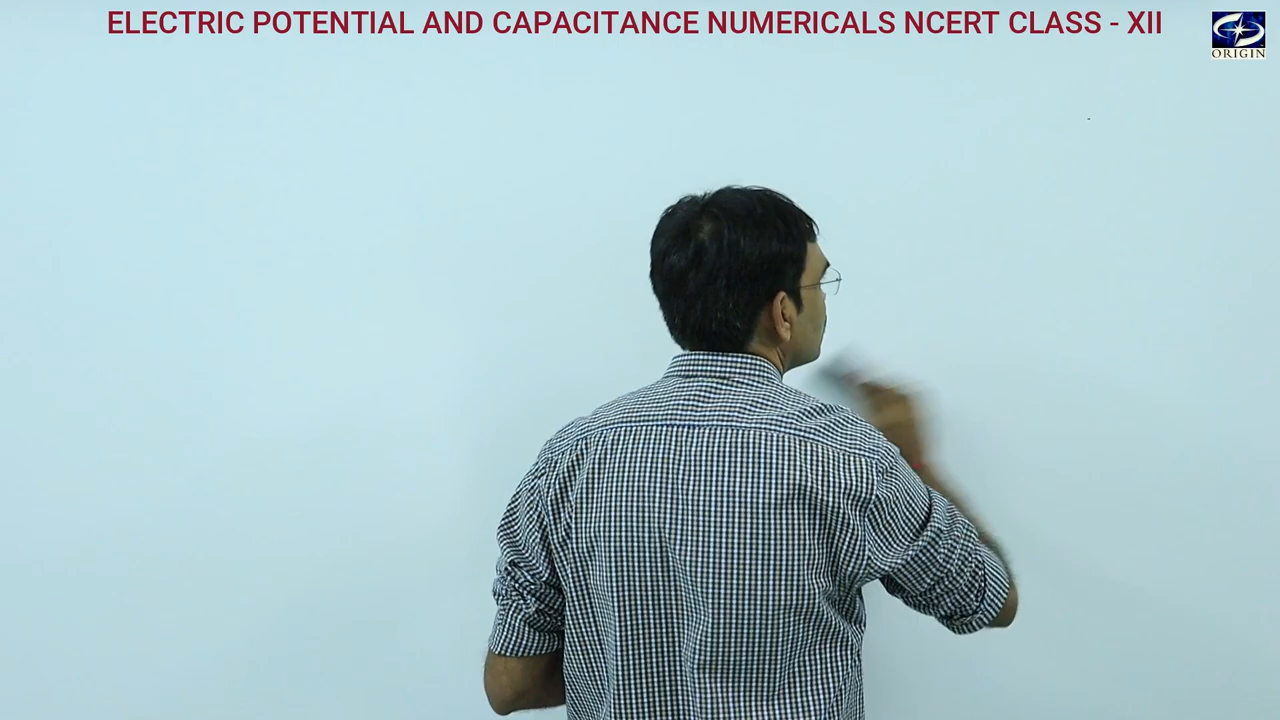 ELECTRIC POTENTIAL AND CAPACITANCE NUMERICALS NCERT CLASS - XII
ORIGIN